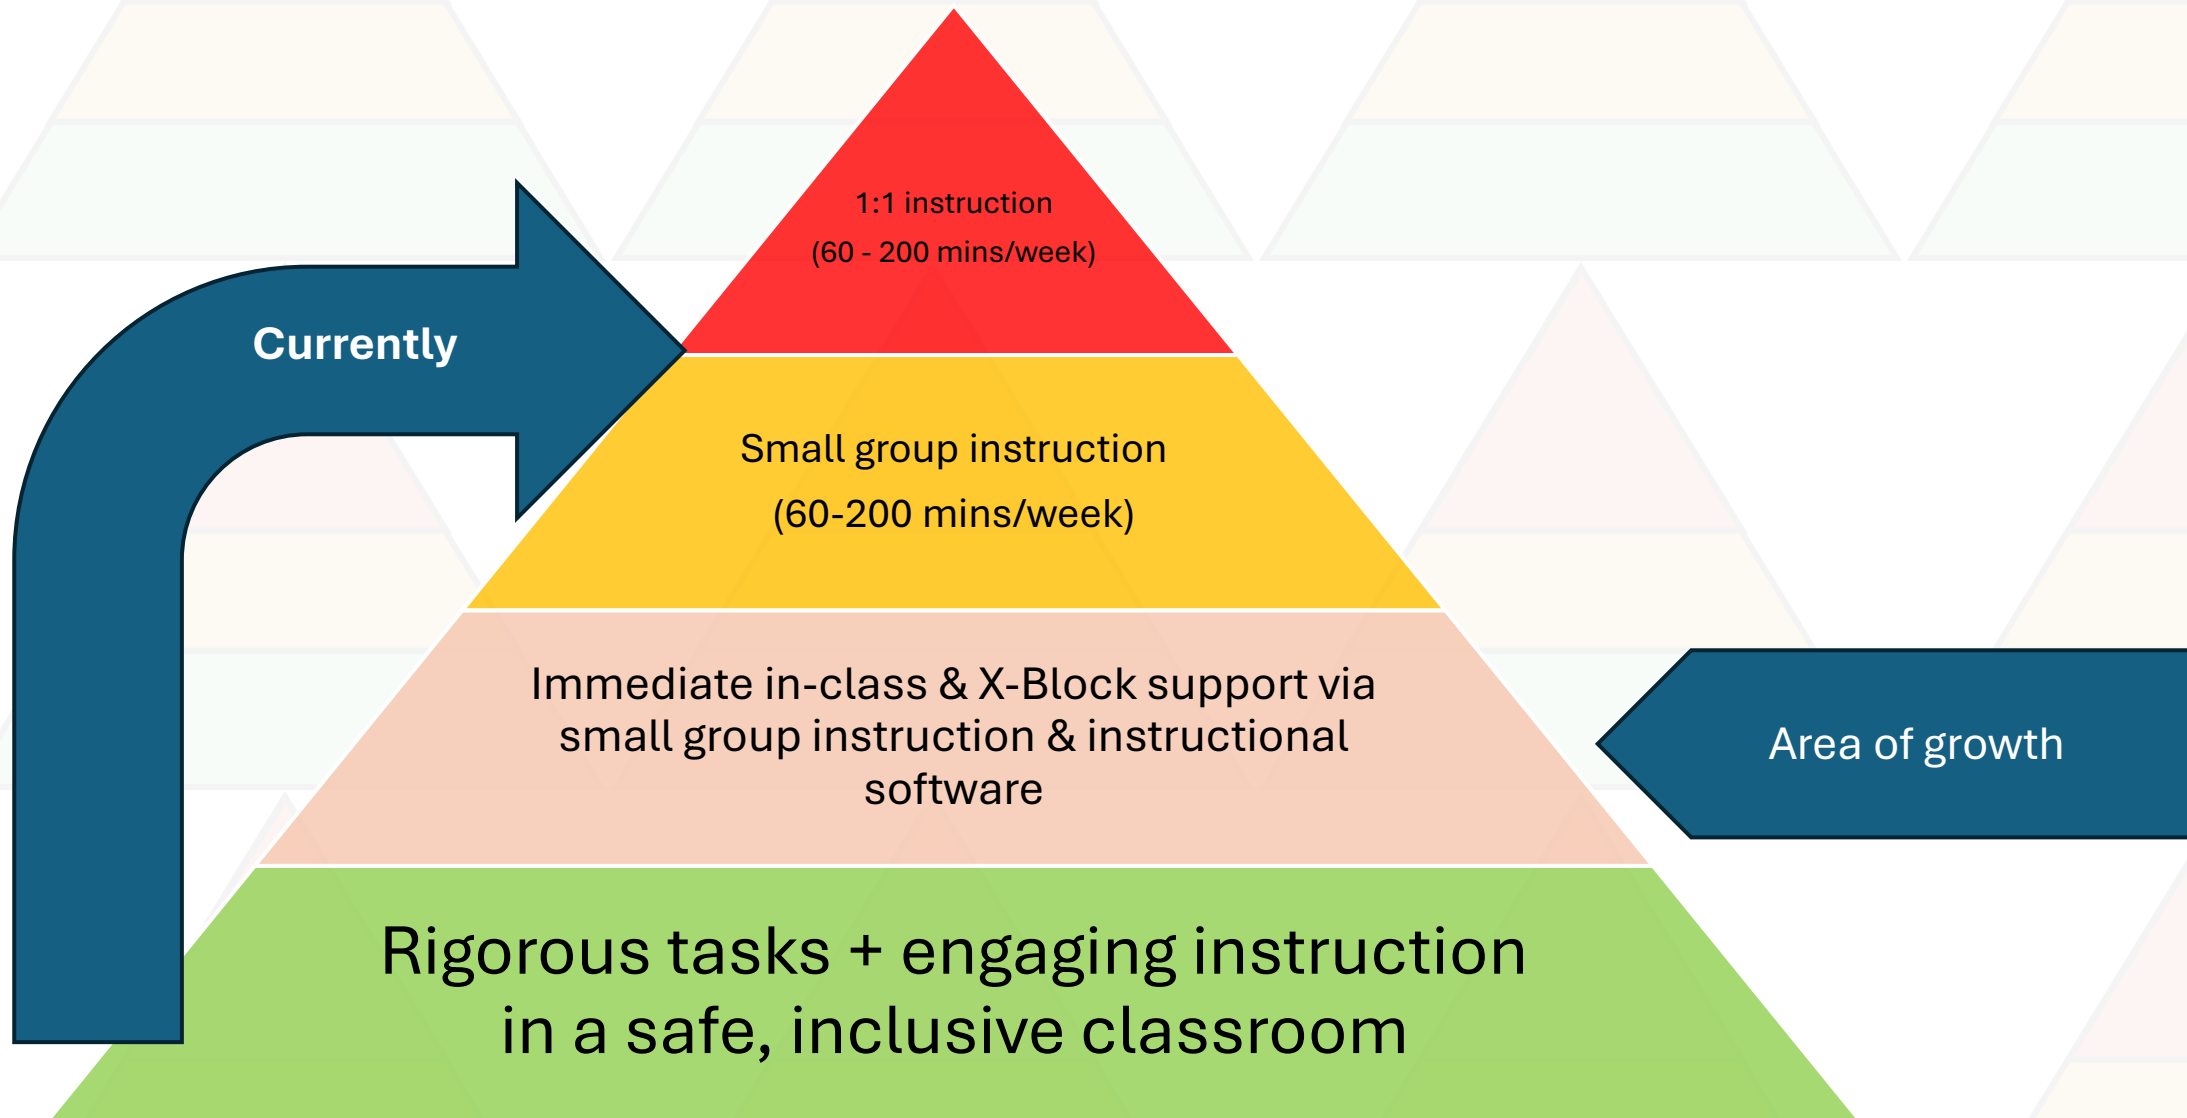 1:1 instruction
(60 - 200 mins/week)
Currently
Small group instruction
(60-200 mins/week)
Immediate in-class & X-Block support via
small group instruction & instructional
software
Area of growth
Rigorous tasks + engaging instruction
in a safe, inclusive classroom